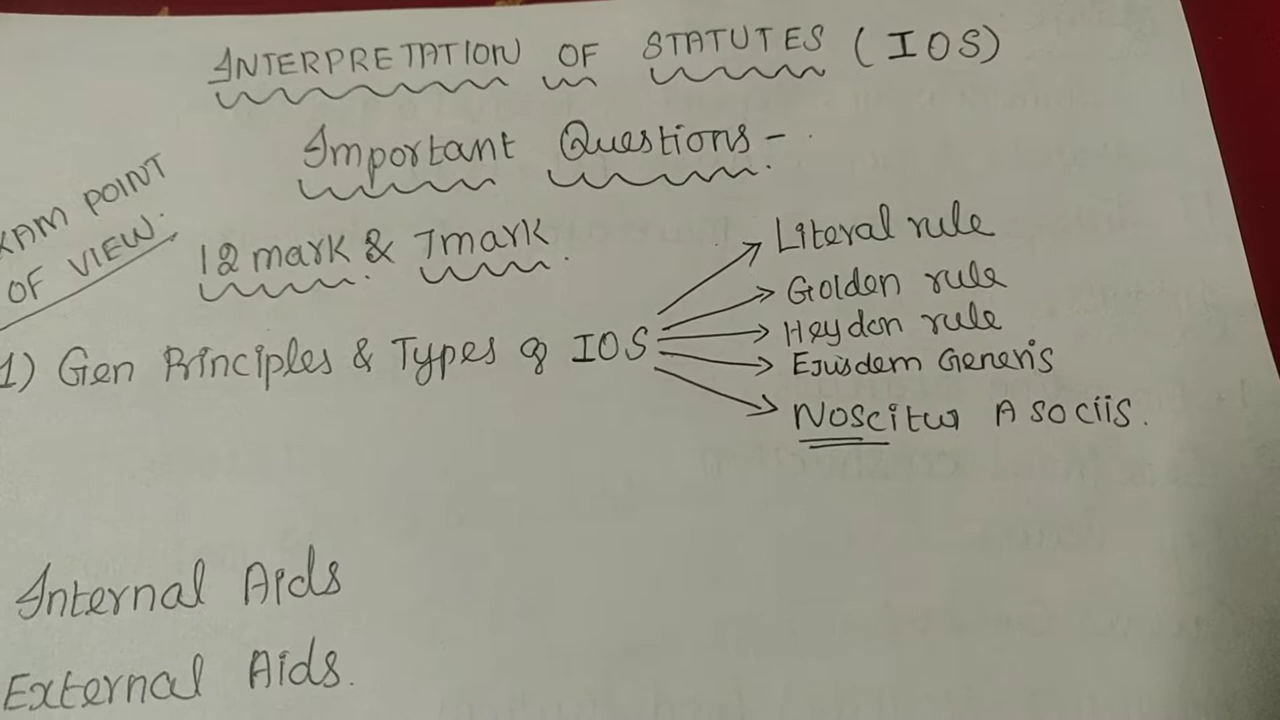 INTERPRETATION OF STATUTES (IOS)
Important Questions -
EXAM POINT
OF VIEW.
12 mark & 7mark
1) Gen Principles & Types of IOS
Literal rule
Golden rule
Heydon rule
Ejusdem Generis
Noscitur A sociis.
Internal Aids
External Aids.